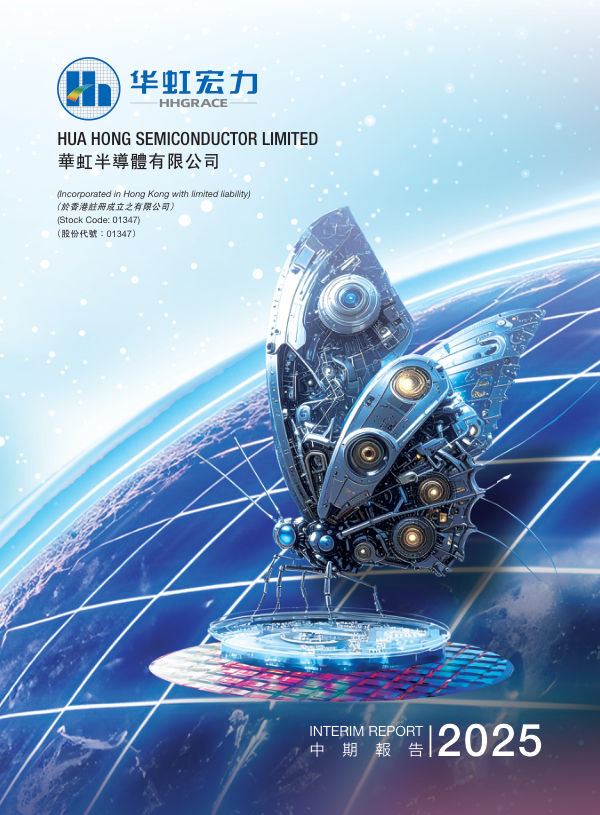 华虹宏力
HHGRACE
HUA HONG SEMICONDUCTOR LIMITED
華虹半導體有限公司
(Incorporated in Hong Kong with limited liability)
（於香港註冊成立之有限公司）
(Stock Code: 01347)
（股份代號：01347）
INTERIM REPORT
中期報告
2025